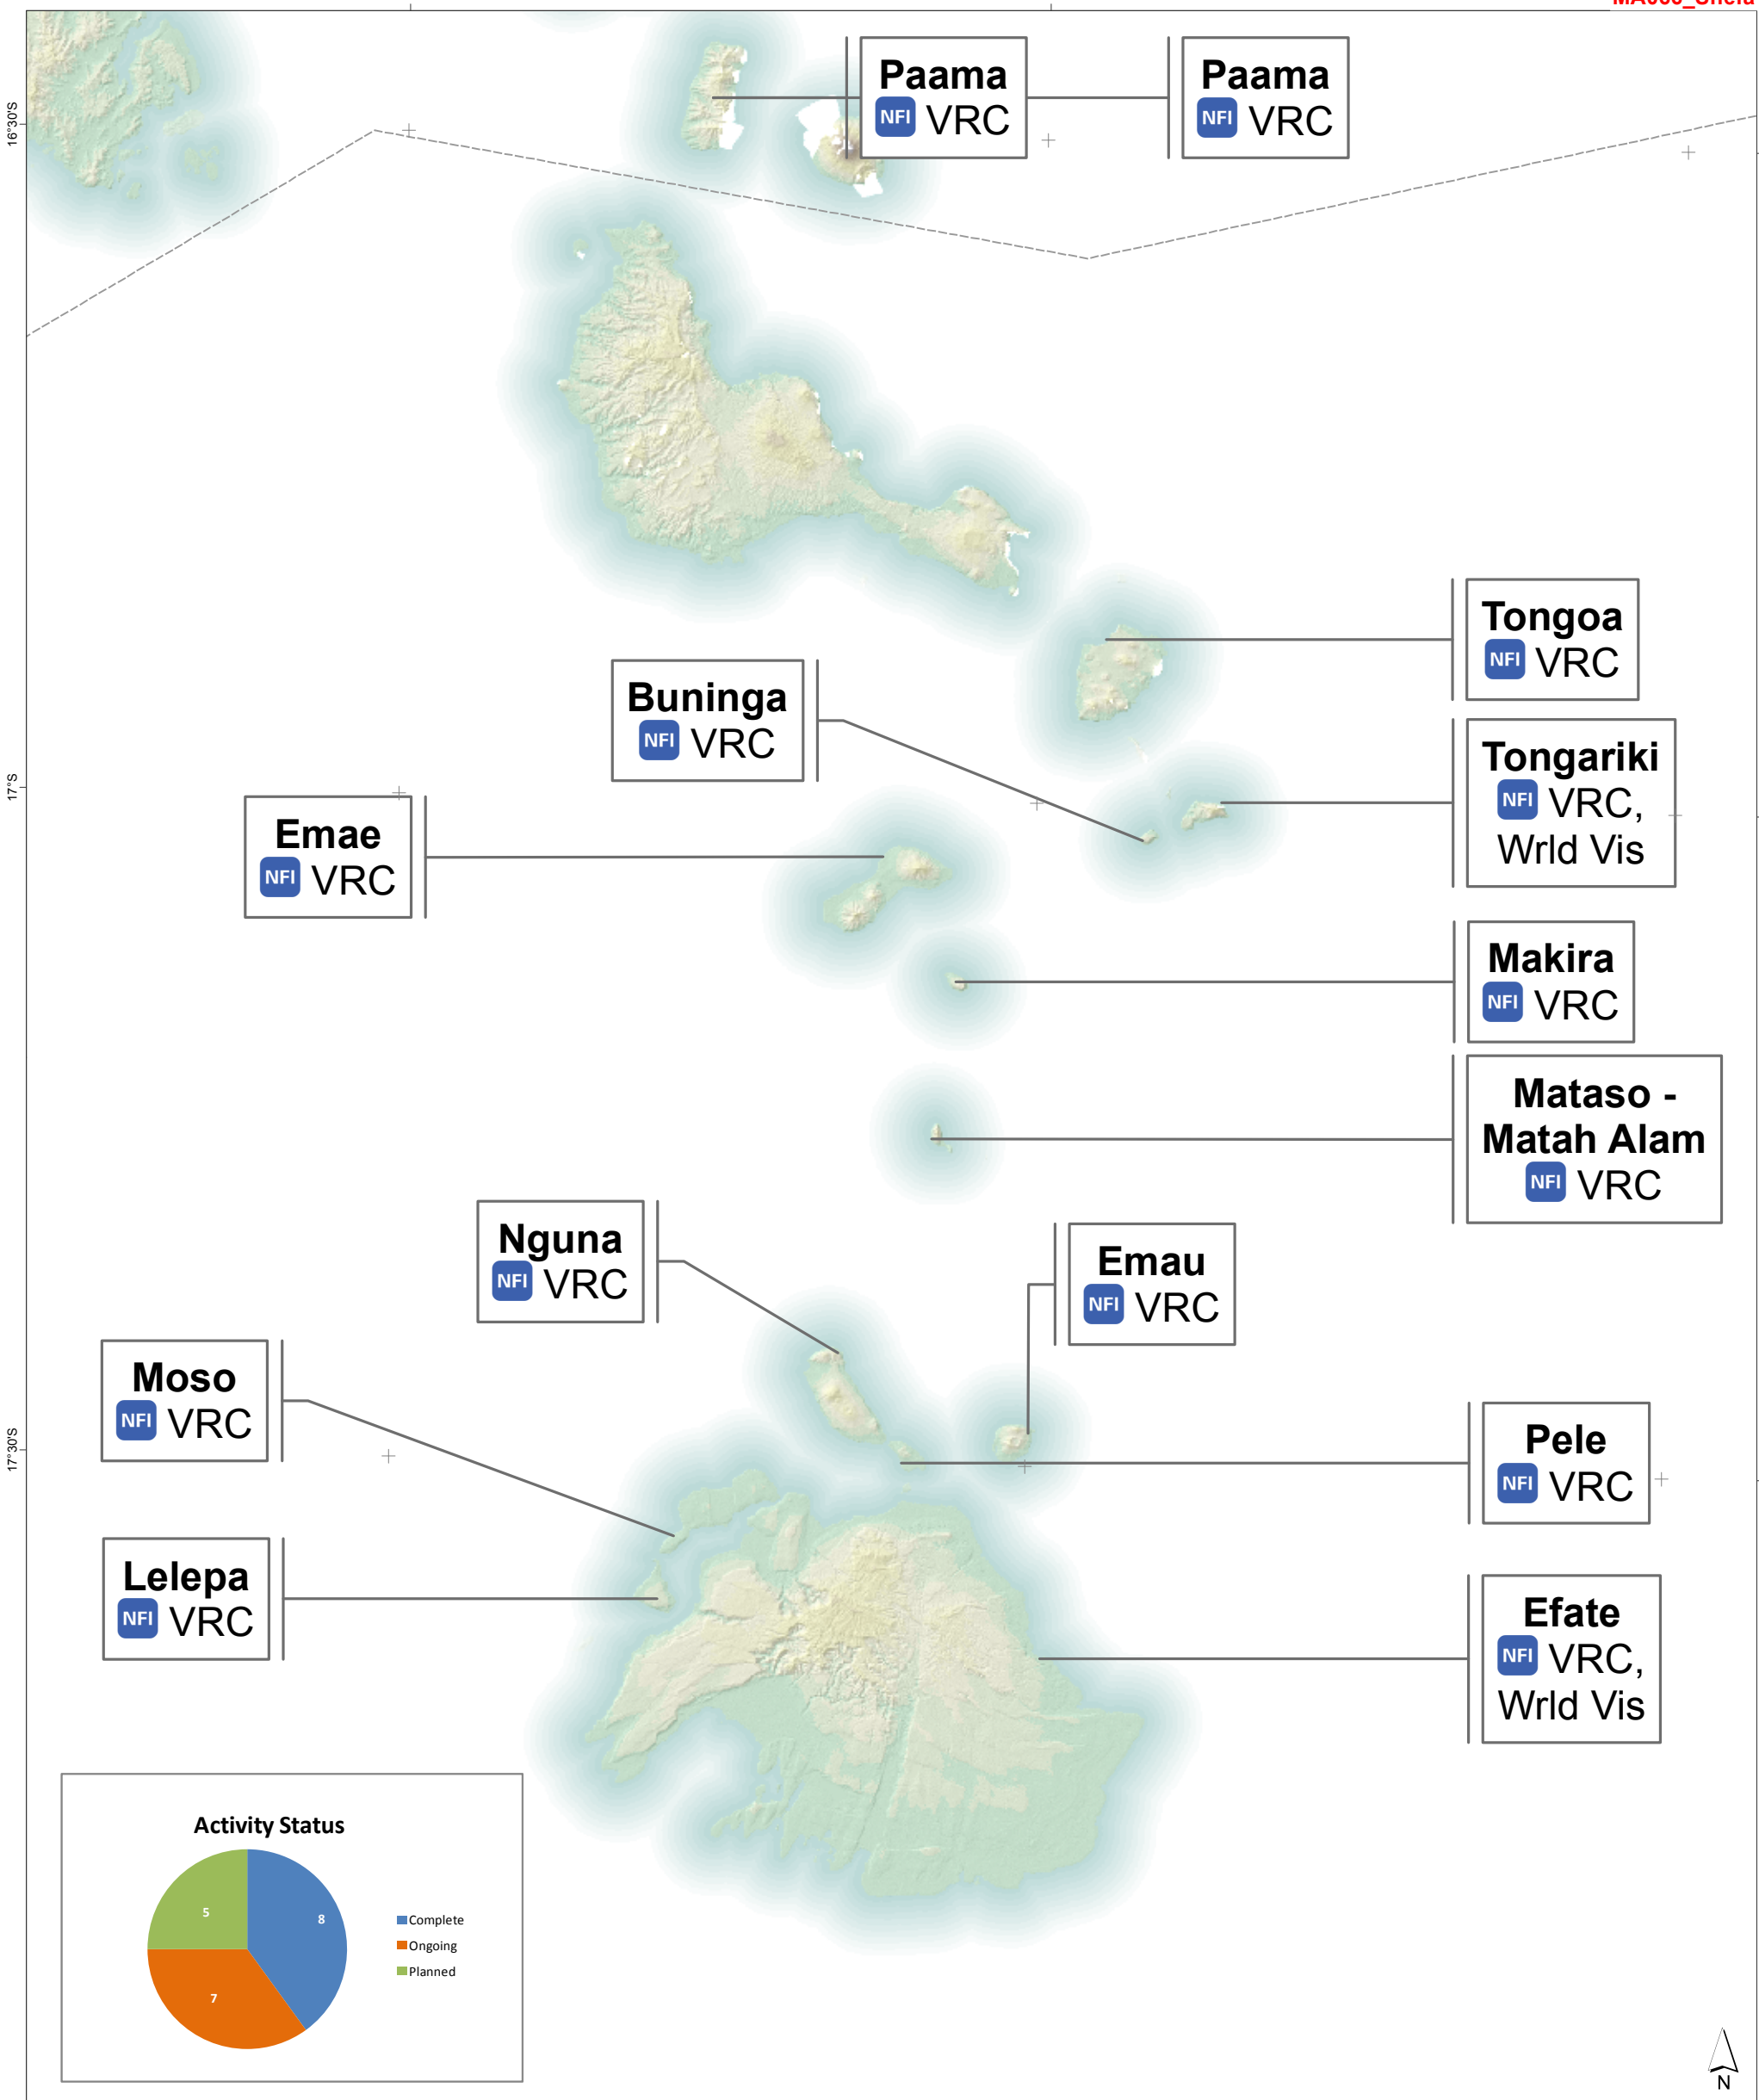 Paama
NFI VRC
Paama
NFI VRC
16°30'S
Tongoa
NFI VRC
Buninga
NFI VRC
Tongariki
NFI VRC,
Wrld Vis
17°S
Emae
NFI VRC
Makira
NFI VRC
Mataso -
Matah Alam
NFI VRC
Nguna
NFI VRC
Emau
NFI VRC
Moso
NFI VRC
Pele
NFI VRC
17°30'S
Lelepa
NFI VRC
Efate
NFI VRC,
Wrld Vis
Activity Status
5
8
7
Complete
Ongoing
Planned
N